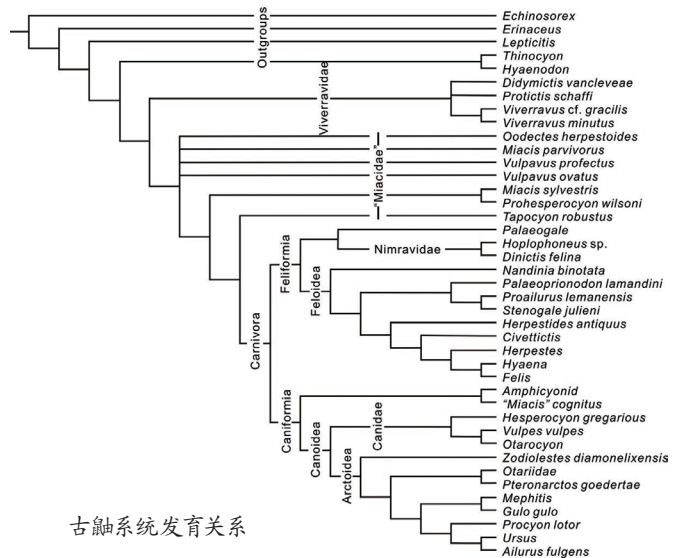 Echinosorex
Erinaceus
Lepticitis
Outgroups
Thinocyon
Hyaenodon
Viverravidae
Didymictis vancleveae
Protictis schaffi
Viverravus cf. gracilis
Viverravus minutus
"Miacidae"
Oodectes herpestoides
Miacis parvivorus
Vulpavus profectus
Vulpavus ovatus
Miacis sylvestris
Prohesperocyon wilsoni
Tapocyon robustus
Carnivora
Feliformia
Palaeogale
Nimravidae
Hoplophoneus sp.
Dinictis felina
Feloidea
Nandinia binotata
Palaeoprionodon lamandini
Proailurus lemanensis
Stenogale julieni
Herpestides antiquus
Civettictis
Herpestes
Hyaena
Felis
Caniformia
Amphicyonid
"Miacis" cognitus
Canoidea
Canidae
Hesperocyon gregarious
Vulpes vulpes
Otarocyon
Arctoidea
Zodiolestes diamonelixensis
Otariidae
Pteronarctos goedertae
Mephitis
Gulo gulo
Procyon lotor
Ursus
Ailurus fulgens
古鼬系统发育关系